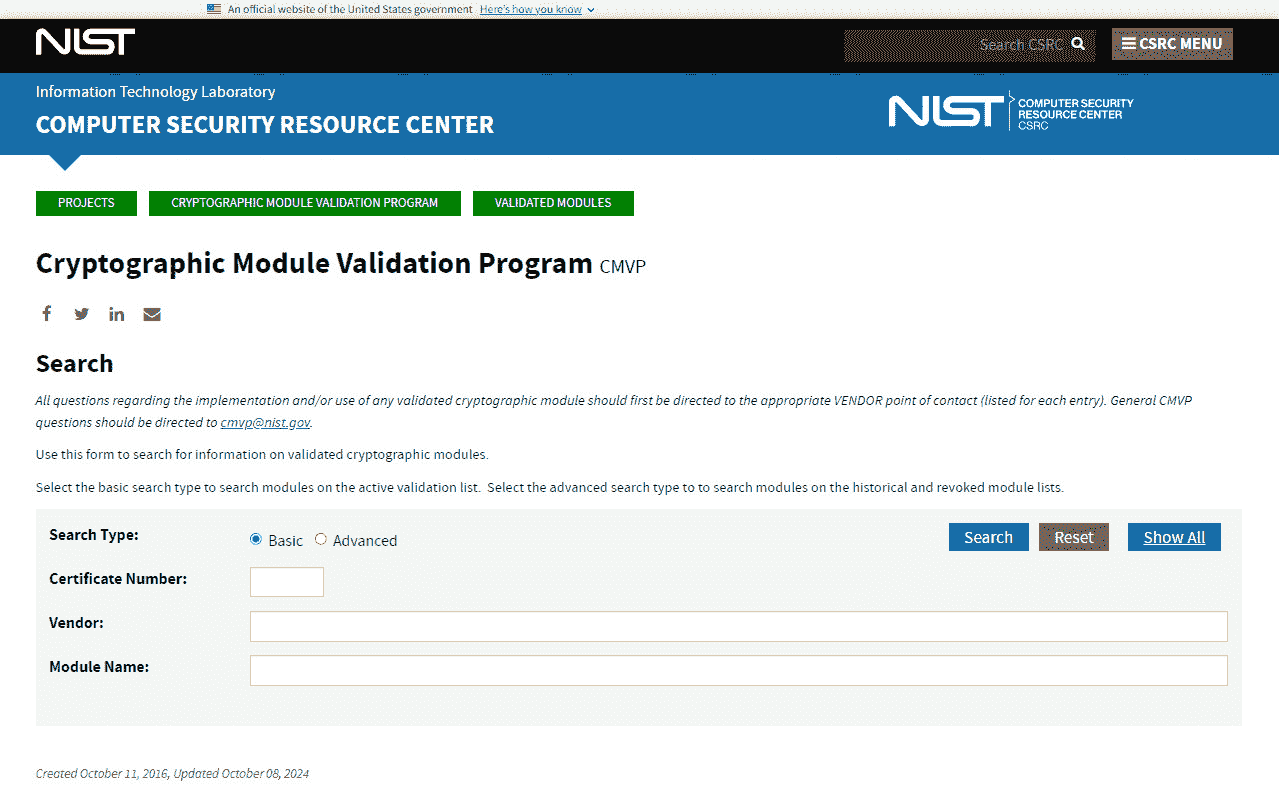 An official website of the United States government Here's how you know
NIST
Search CSRC
CSRC MENU
Information Technology Laboratory
COMPUTER SECURITY RESOURCE CENTER
NIST
COMPUTER SECURITY
RESOURCE CENTER
CSRC
PROJECTS
CRYPTOGRAPHIC MODULE VALIDATION PROGRAM
VALIDATED MODULES
Cryptographic Module Validation Program CMVP
Search
All questions regarding the implementation and/or use of any validated cryptographic module should first be directed to the appropriate VENDOR point of contact (listed for each entry). General CMVP
questions should be directed to cmvp@nist.gov.
Use this form to search for information on validated cryptographic modules.
Select the basic search type to search modules on the active validation list. Select the advanced search type to to search modules on the historical and revoked module lists.
Search Type:
Basic
Advanced
Search
Reset
Show All
Certificate Number:
Vendor:
Module Name:
Created October 11, 2016, Updated October 08, 2024